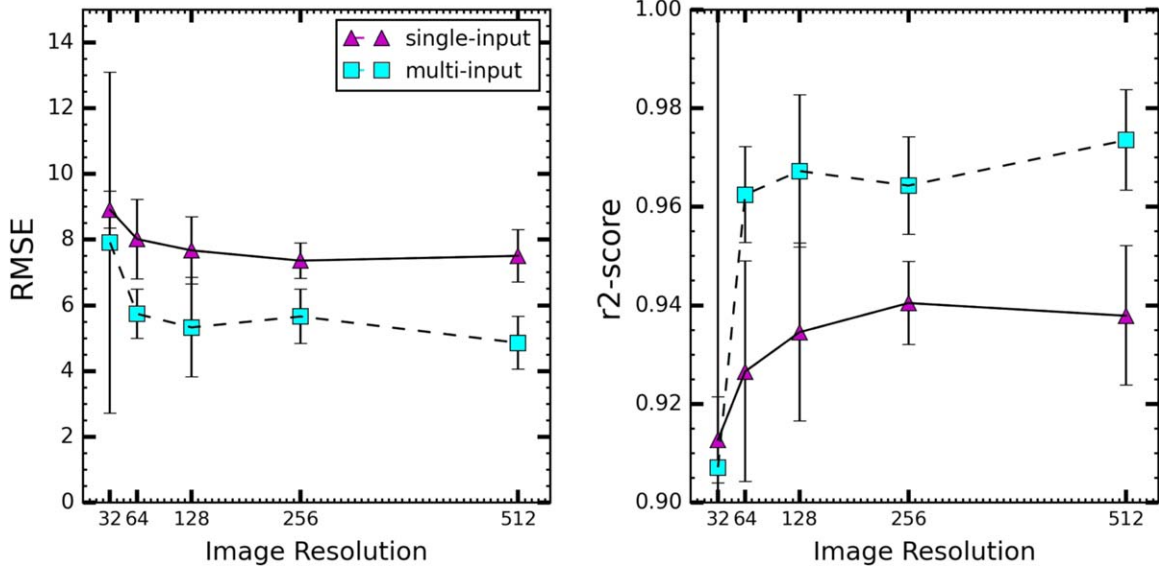 RMSE
14
12
10
8
6
4
2
0
single-input
multi-input
32 64 128 256 512
Image Resolution
r2-score
1.00
0.98
0.96
0.94
0.92
0.90
32 64 128 256 512
Image Resolution